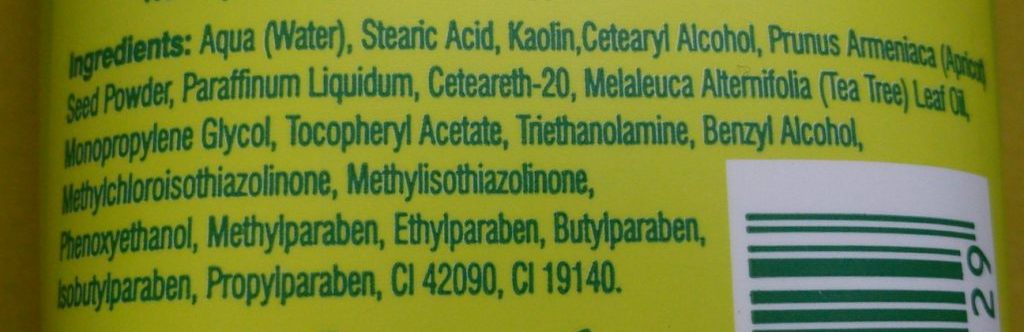 Ingredients: Aqua (Water), Stearic Acid, Kaolin,Cetearyl Alcohol, Prunus Armeniaca (Apricot)
Seed Powder, Paraffinum Liquidum, Ceteareth-20, Melaleuca Alternifolia (Tea Tree) Leaf Oil,
Monopropylene Glycol, Tocopheryl Acetate, Triethanolamine, Benzyl Alcohol,
Methylchloroisothiazolinone, Methylisothiazolinone,
Phenoxyethanol, Methylparaben, Ethylparaben, Butylparaben,
Isobutylparaben, Propylparaben, CI 42090, CI 19140.
29